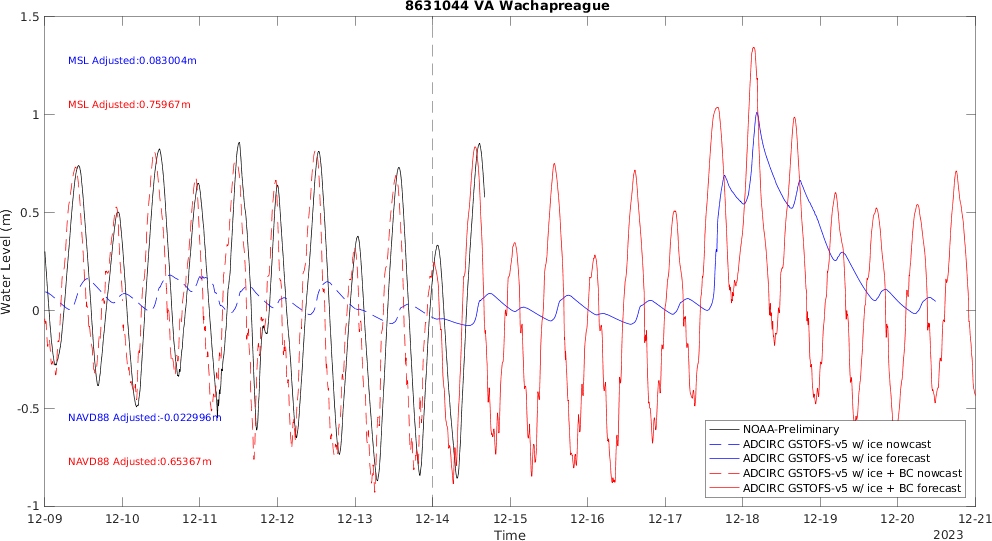 8631044 VA Wachapreague
1.5
1
0.5
0
-0.5
-1
Water Level (m)
MSL Adjusted:0.083004m
MSL Adjusted:0.75967m
NAVD88 Adjusted:-0.022996m
NAVD88 Adjusted:0.65367m
NOAA-Preliminary
ADCIRC GSTOFS-v5 w/ ice nowcast
ADCIRC GSTOFS-v5 w/ ice forecast
ADCIRC GSTOFS-v5 w/ ice + BC nowcast
ADCIRC GSTOFS-v5 w/ ice + BC forecast
12-09 12-10 12-11 12-12 12-13 12-14 12-15 12-16 12-17 12-18 12-19 12-20 12-21
Time
2023